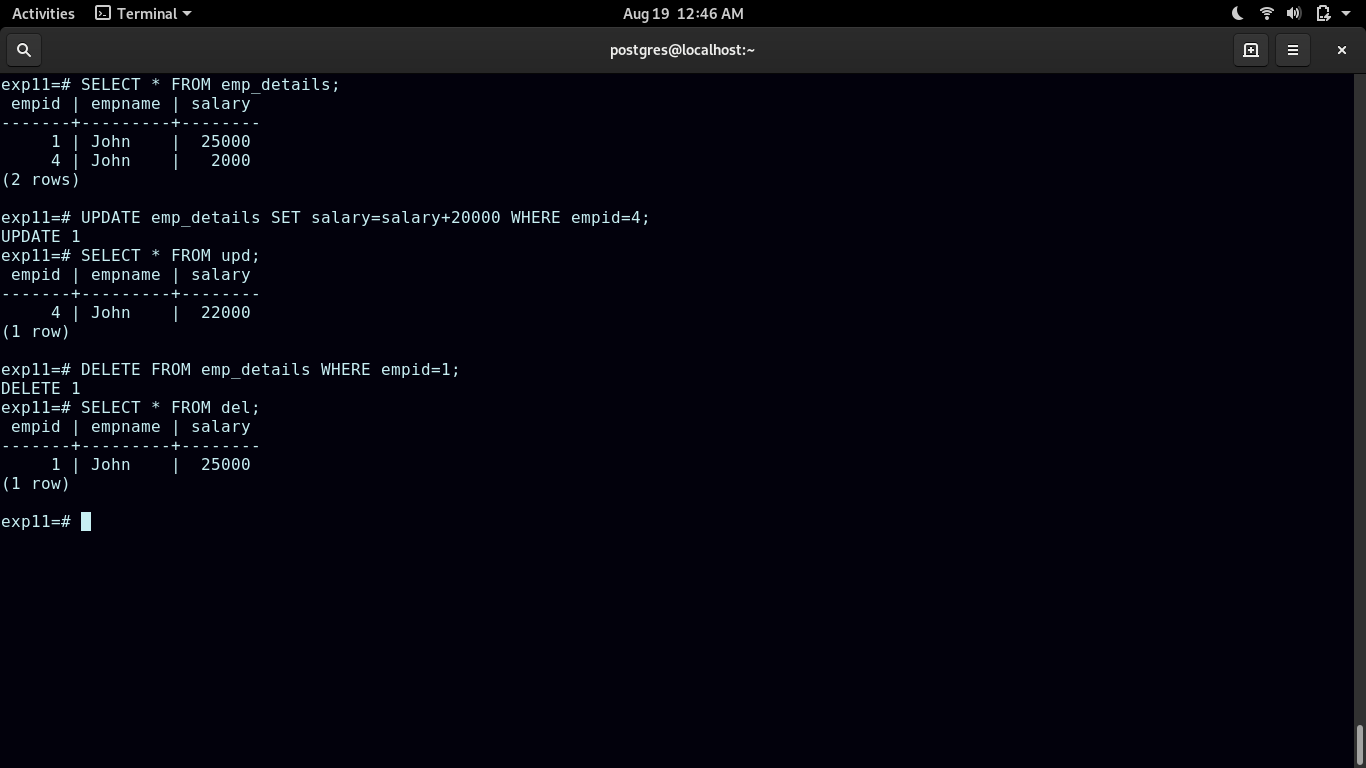 Activities Terminal Aug 19 12:46 AM
postgres@localhost:~
exp11=# SELECT * FROM emp_details;
 empid | empname | salary
-------+---------+--------
     1 | John    |  25000
     4 | John    |   2000
(2 rows)

exp11=# UPDATE emp_details SET salary=salary+20000 WHERE empid=4;
UPDATE 1
exp11=# SELECT * FROM upd;
 empid | empname | salary
-------+---------+--------
     4 | John    |  22000
(1 row)

exp11=# DELETE FROM emp_details WHERE empid=1;
DELETE 1
exp11=# SELECT * FROM del;
 empid | empname | salary
-------+---------+--------
     1 | John    |  25000
(1 row)

exp11=#